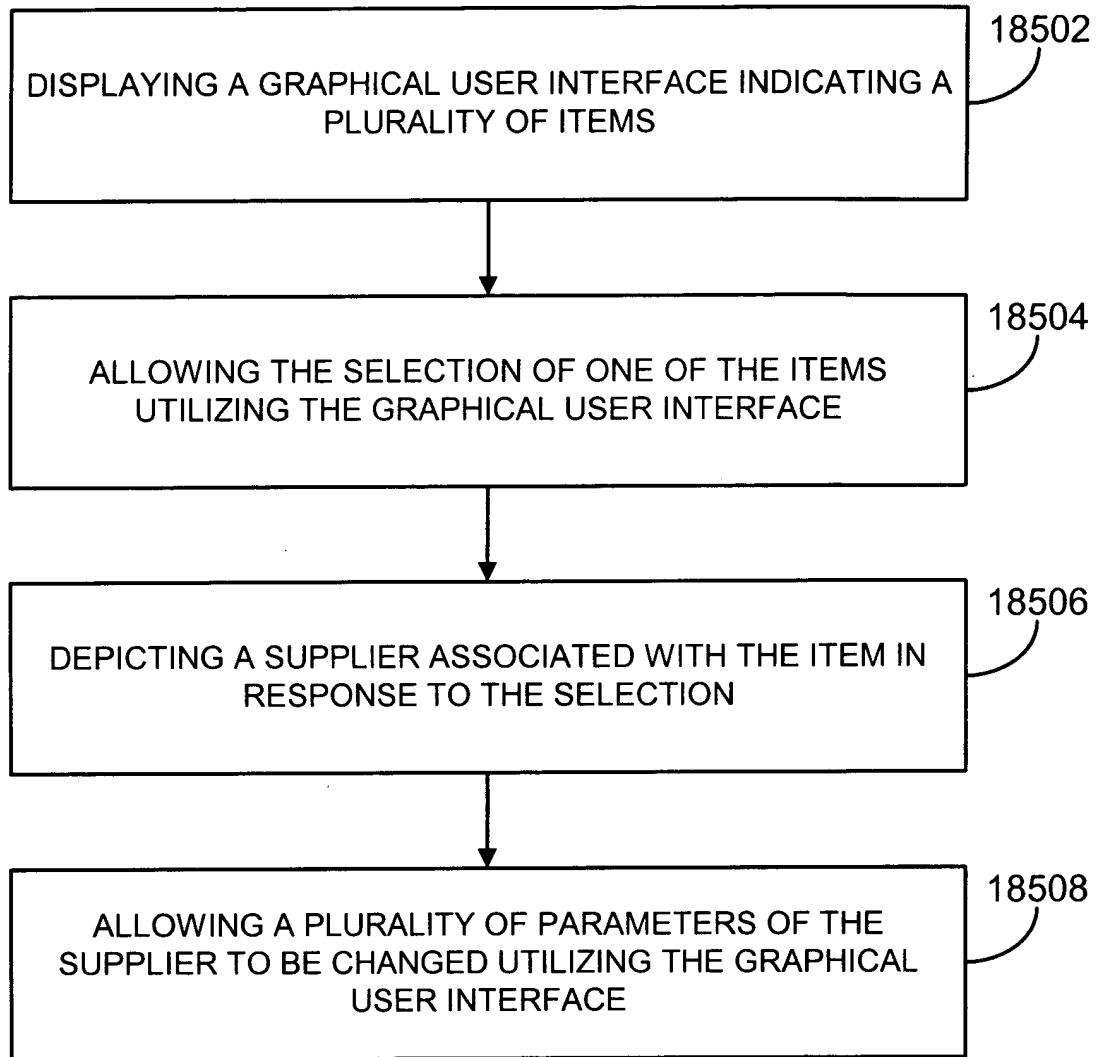 18502
DISPLAYING A GRAPHICAL USER INTERFACE INDICATING A
PLURALITY OF ITEMS
18504
ALLOWING THE SELECTION OF ONE OF THE ITEMS
UTILIZING THE GRAPHICAL USER INTERFACE
18506
DEPICTING A SUPPLIER ASSOCIATED WITH THE ITEM IN
RESPONSE TO THE SELECTION
18508
ALLOWING A PLURALITY OF PARAMETERS OF THE
SUPPLIER TO BE CHANGED UTILIZING THE GRAPHICAL
USER INTERFACE